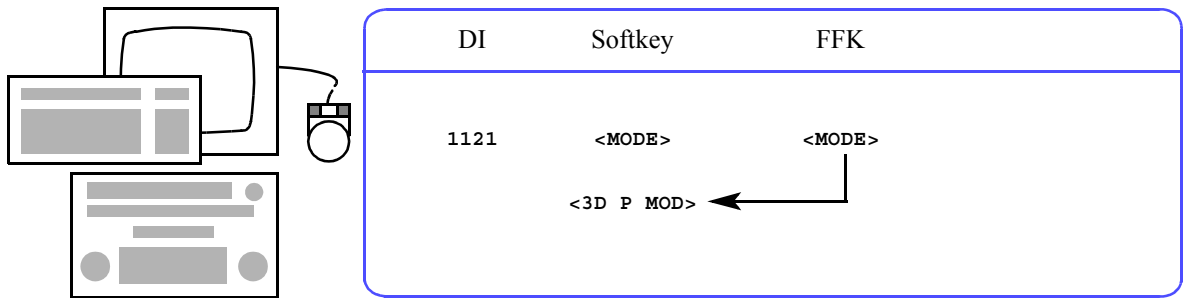 DI Softkey FFK
1121 <MODE> <MODE>
<3D P MOD>